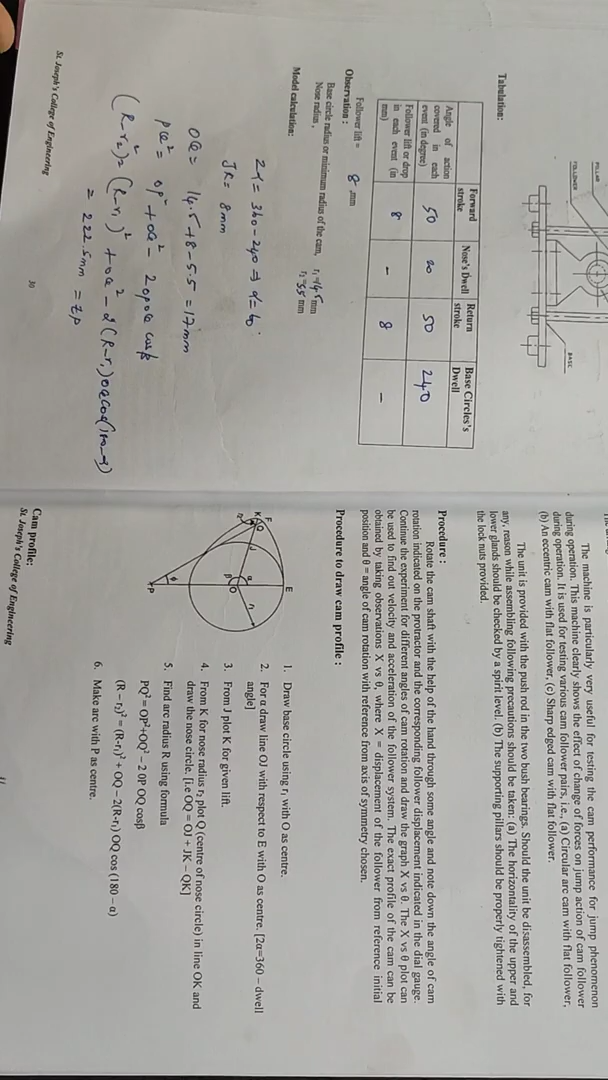 PILLAR
FOLLOWER
BASE
Tabulation:
Forward stroke
Nose's Dwell
Return stroke
Base Circles's Dwell
Angle of action covered in each event (in degree)
50
20
50
240
Follower lift or drop in each event (in mm)
8
-
8
-
Observation :
Follower lift = 8 mm
Base circle radius or minimum radius of the cam, r₁ = 14.5 mm
Nose radius , r₂ = 5.5 mm
Model calculation:
2α = 360 - 240 ⇒ α = 60°
JK = 8mm
OQ = 14.5 + 8 - 5.5 = 17mm
PQ² = OP² + OQ² - 2 OP OQ cosβ
(R-r₂)² = (R-r₁)² + OQ² - 2(R-r₁) OQ cos(180-α)
= 222.5mm = EP
St. Joseph's College of Engineering
30
The machine is particularly very useful for testing the cam performance for jump phenomenon
during operation. This machine clearly shows the effect of change of forces on jump action of cam follower
during operation. It is used for testing various cam follower pairs, i.e., (a) Circular arc cam with flat follower,
(b) An eccentric cam with flat follower, (c) Sharp edged cam with flat follower.
The unit is provided with the push rod in the two bush bearings. Should the unit be disassembled, for
any, reason while assembling following precautions should be taken: (a) The horizontality of the upper and
lower glands should be checked by a spirit level. (b) The supporting pillars should be properly tightened with
the lock nuts provided.
Procedure :
Rotate the cam shaft with the help of the hand through some angle and note down the angle of cam
rotation indicated on the protractor and the corresponding follower displacement indicated in the dial gauge.
Continue the experiment for different angles of cam rotation and draw the graph X vs θ. The X vs θ plot can
be used to find out velocity and acceleration of the follower system. The exact profile of the cam can be
obtained by taking observations X vs θ, where X = displacement of the follower from reference initial
position and θ = angle of cam rotation with reference from axis of symmetry chosen.
Procedure to draw cam profile :
E
F
K
Q
J
O
α
β
r₁
r₂
ϕ
P
1. Draw base circle using r₁ with O as centre.
2. For α draw line OJ with respect to E with O as centre. [2α=360 – dwell
angle]
3. From J plot K for given lift.
4. From K for nose radius r₂ plot Q (centre of nose circle) in line OK and
draw the nose circle. [i.e OQ = OJ + JK – QK]
5. Find arc radius R using formula
PQ² = OP²+OQ² – 2 OP OQ cosβ
(R – r₂)² = (R-r₁)² + OQ – 2(R-r₁) OQ cos (180 – α)
6. Make arc with P as centre.
Cam profile:
St. Joseph's College of Engineering